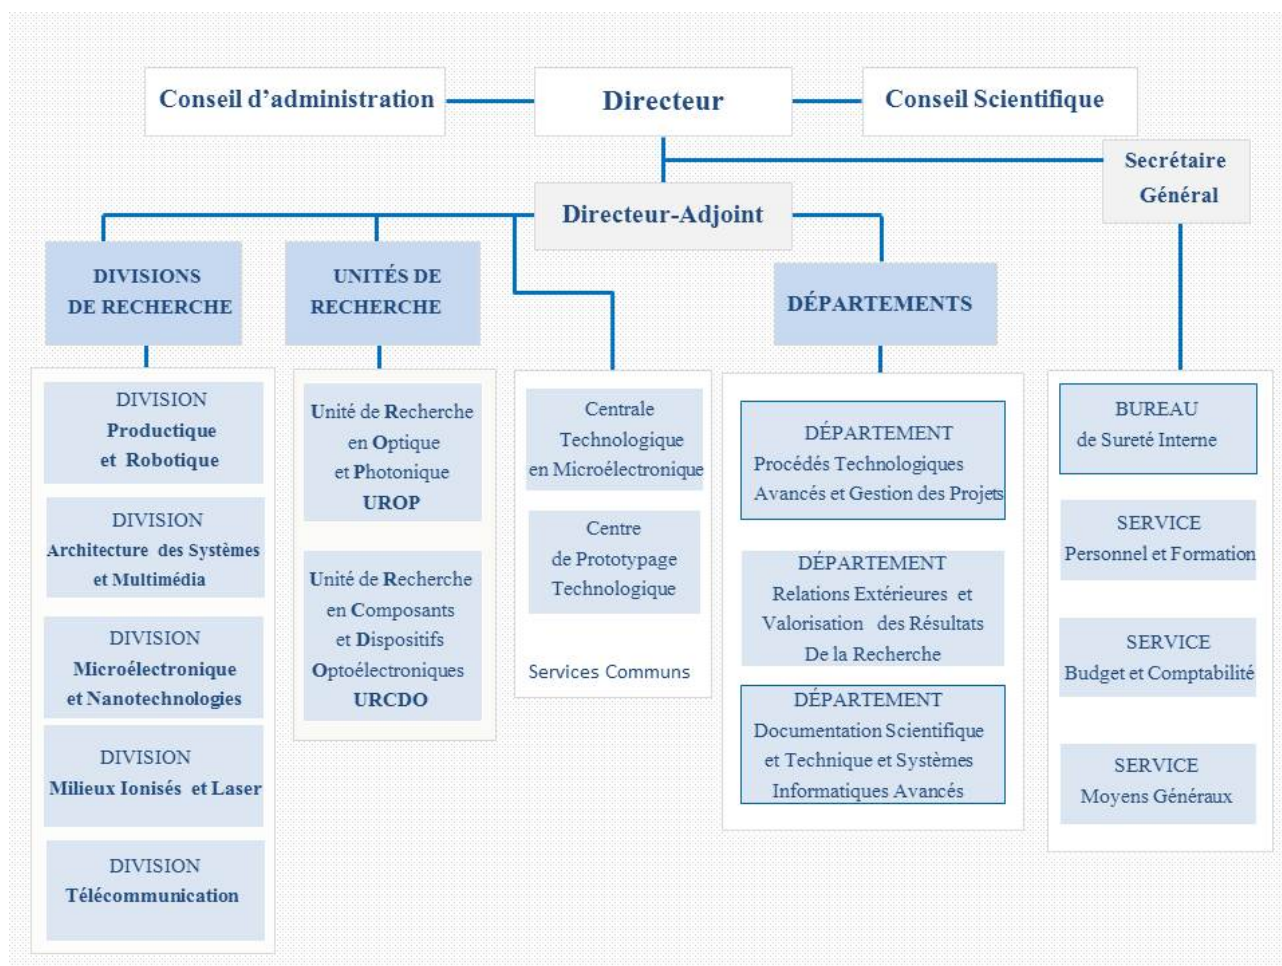 Conseil d’administration
Directeur
Conseil Scientifique
Secrétaire
Général
Directeur-Adjoint
DIVISIONS
DE RECHERCHE
UNITÉS DE
RECHERCHE
DÉPARTEMENTS
DIVISION
Productique
et Robotique
DIVISION
Architecture des Systèmes
et Multimédia
DIVISION
Microélectronique
et Nanotechnologies
DIVISION
Milieux Ionisés et Laser
DIVISION
Télécommunication
Unité de Recherche
en Optique
et Photonique
UROP
Unité de Recherche
en Composants
et Dispositifs
Optoélectroniques
URCDO
Centrale
Technologique
en Microélectronique
Centre
de Prototypage
Technologique
Services Communs
DÉPARTEMENT
Procédés Technologiques
Avancés et Gestion des Projets
DÉPARTEMENT
Relations Extérieures et
Valorisation des Résultats
De la Recherche
DÉPARTEMENT
Documentation Scientifique
et Technique et Systèmes
Informatiques Avancés
BUREAU
de Sureté Interne
SERVICE
Personnel et Formation
SERVICE
Budget et Comptabilité
SERVICE
Moyens Généraux